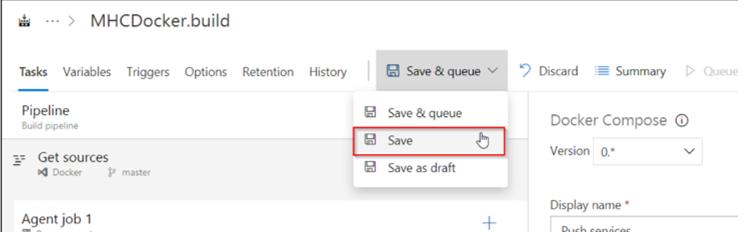 ··· > MHCDocker.build
Tasks Variables Triggers Options Retention History Save & queue Discard Summary Queue
Pipeline
Build pipeline
Get sources
Docker master
Agent job 1
Save & queue
Save
Save as draft
Docker Compose
Version 0.*
Display name *
Push services